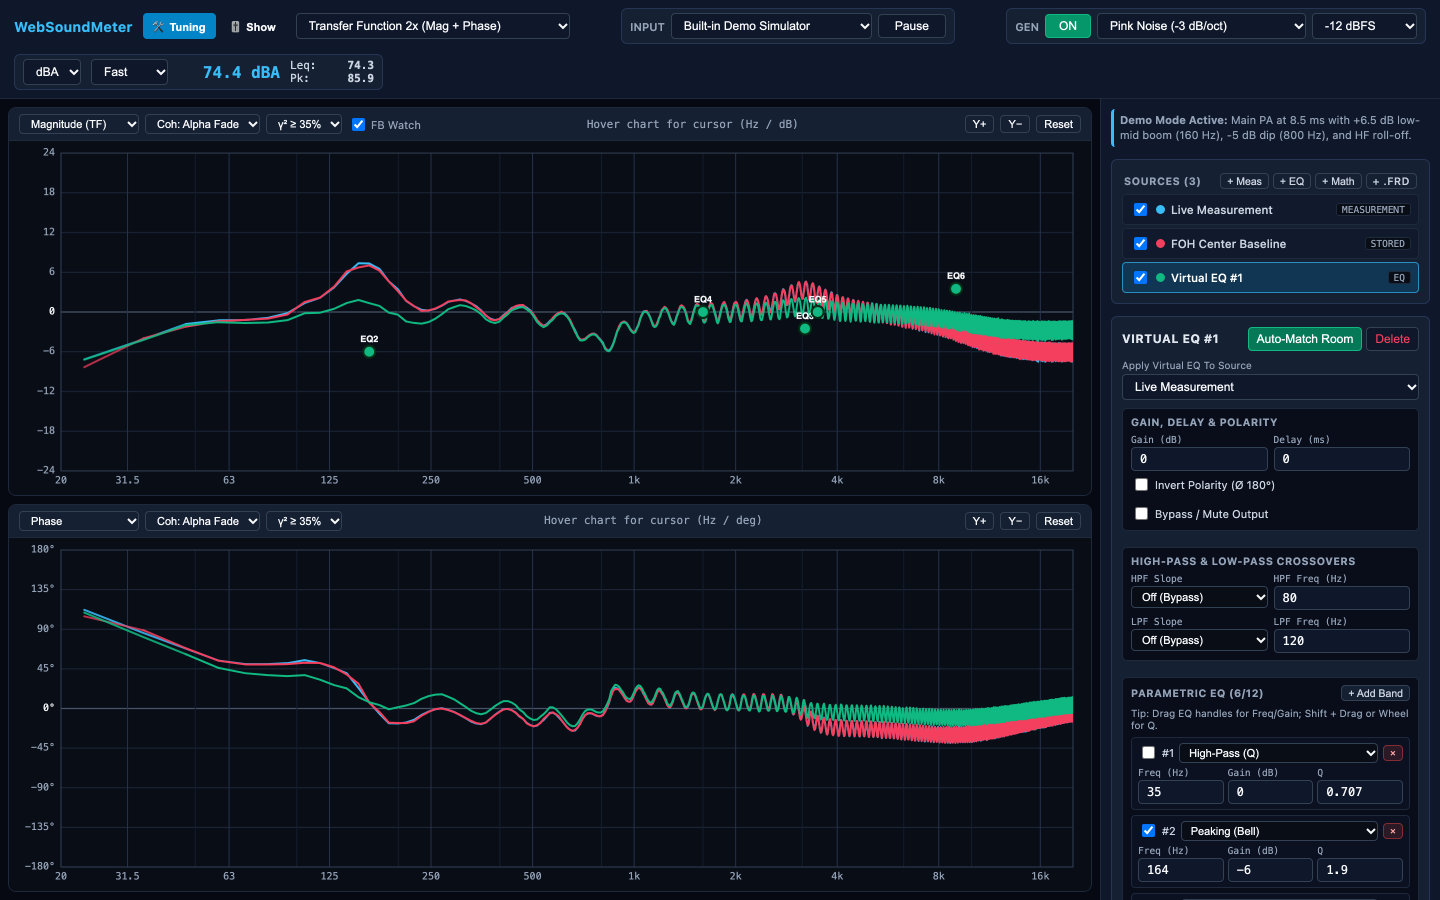 WebSoundMeter
🛠 Tuning
🎚 Show
Transfer Function 2x (Mag + Phase)
INPUT
Built-in Demo Simulator
Pause
GEN
ON
Pink Noise (-3 dB/oct)
-12 dBFS
dBA
Fast
74.4 dBA
Leq: 74.3
Pk: 85.9
Magnitude (TF)
Coh: Alpha Fade
γ² ≥ 35%
FB Watch
Hover chart for cursor (Hz / dB)
Y+
Y−
Reset
24
18
12
6
0
−6
−12
−18
−24
EQ2
EQ4
EQ5
EQ6
20 31.5 63 125 250 500 1k 2k 4k 8k 16k
Phase
Coh: Alpha Fade
γ² ≥ 35%
Hover chart for cursor (Hz / deg)
Y+
Y−
Reset
180°
135°
90°
45°
0°
−45°
−90°
−135°
−180°
20 31.5 63 125 250 500 1k 2k 4k 8k 16k
Demo Mode Active: Main PA at 8.5 ms with +6.5 dB low-
mid boom (160 Hz), -5 dB dip (800 Hz), and HF roll-off.
SOURCES (3)
+ Meas
+ EQ
+ Math
+ .FRD
Live Measurement
MEASUREMENT
FOH Center Baseline
STORED
Virtual EQ #1
EQ
VIRTUAL EQ #1
Auto-Match Room
Delete
Apply Virtual EQ To Source
Live Measurement
GAIN, DELAY & POLARITY
Gain (dB) Delay (ms)
0 0
Invert Polarity (Ø 180°)
Bypass / Mute Output
HIGH-PASS & LOW-PASS CROSSOVERS
HPF Slope HPF Freq (Hz)
Off (Bypass) 80
LPF Slope LPF Freq (Hz)
Off (Bypass) 120
PARAMETRIC EQ (6/12)
+ Add Band
Tip: Drag EQ handles for Freq/Gain; Shift + Drag or Wheel
for Q.
#1 High-Pass (Q) ×
Freq (Hz) Gain (dB) Q
35 0 0.707
#2 Peaking (Bell) ×
Freq (Hz) Gain (dB) Q
164 −6 1.9